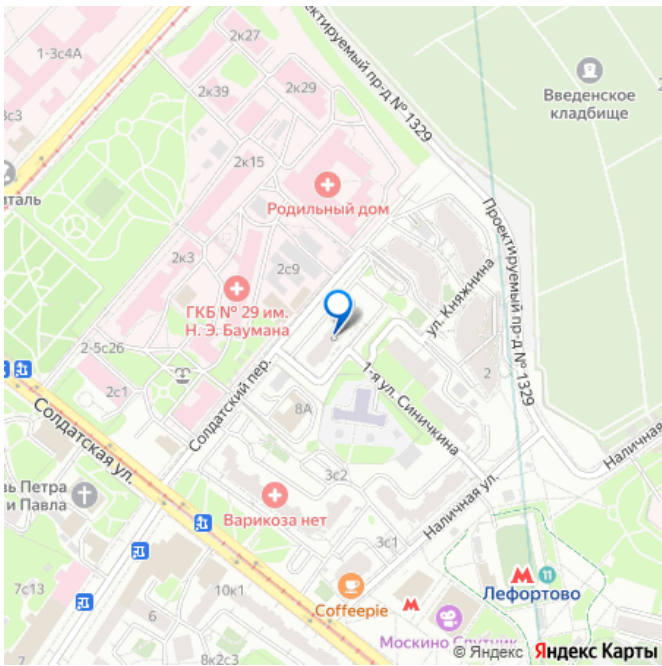 2к27
1-3с4А
2к39
2к29
Проектируемый пр-д № 1329
Введенское
кладбище
2к15
Родильный дом
2к3
2с9
ГКБ № 29 им.
Н. Э. Баумана
Проектируемый пр-д № 1329
ул. Княжнина
2-5с26
2с1
Солдатский пер.
1-я ул. Синичкина
2
8А
Солдатская ул.
3с2
Наличная ул.
Наличная
Петра
и Павла
Варикоза нет
3с1
7с13
10к1
Coffeepie
Лефортово
11
6
Москино Спутник
7
8к2с3
© Яндекс Яндекс Карты